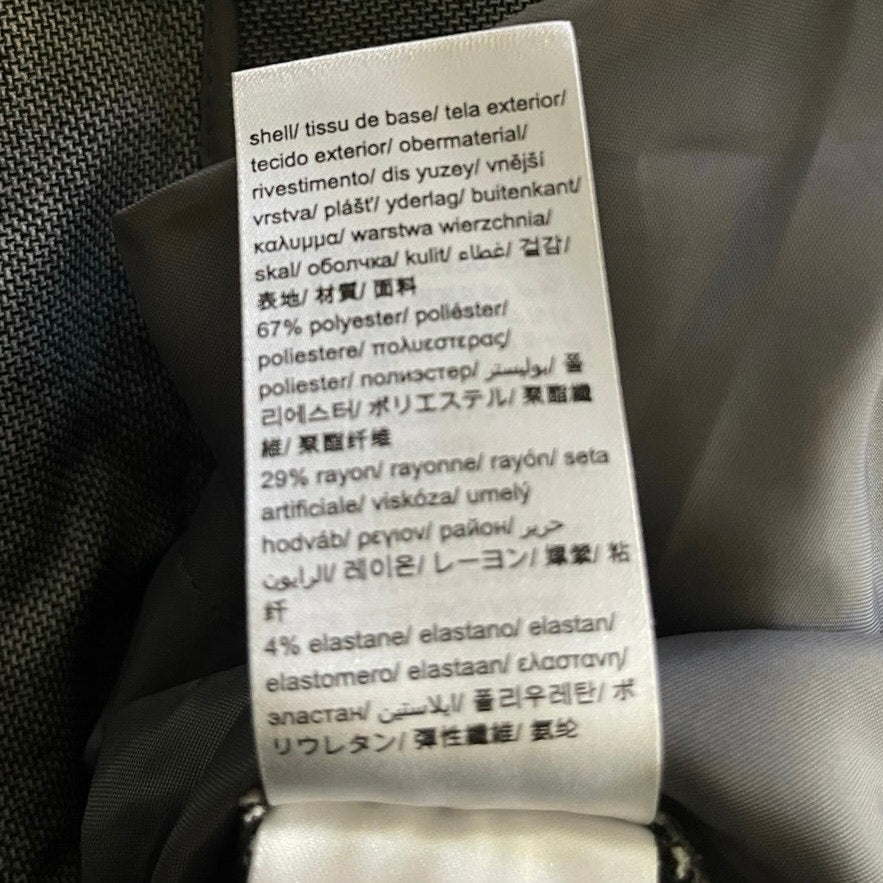 shell/ tissu de base/ tela exterior/
tecido exterior/ obermaterial/
rivestimento/ dis yuzey/ vnější
vrstva/ plášť/ yderlag/ buitenkant/
καλυμμα/ warstwa wierzchnia/
skal/ оболчка/ kulit/ غطاء/ 겉감/
表地/ 材質/ 面料
67% polyester/ poliéster/
poliestere/ πολυεστερας/
poliester/ полиэстер/ بوليستر/ 폴
리에스터/ ポリエステル/ 聚酯纖
維/ 聚酯纤维
29% rayon/ rayonne/ rayón/ seta
artificiale/ viskóza/ umelý
hodváb/ ρεγιον/ район/ حرير
الرايون/ 레이온/ レーヨン/ 嫘縈/ 粘
纤
4% elastane/ elastano/ elastan/
elastomero/ elastaan/ ελαστανη/
эластан/ ايلاستين/ 폴리우레탄/ ポ
リウレタン/ 彈性纖維/ 氨纶